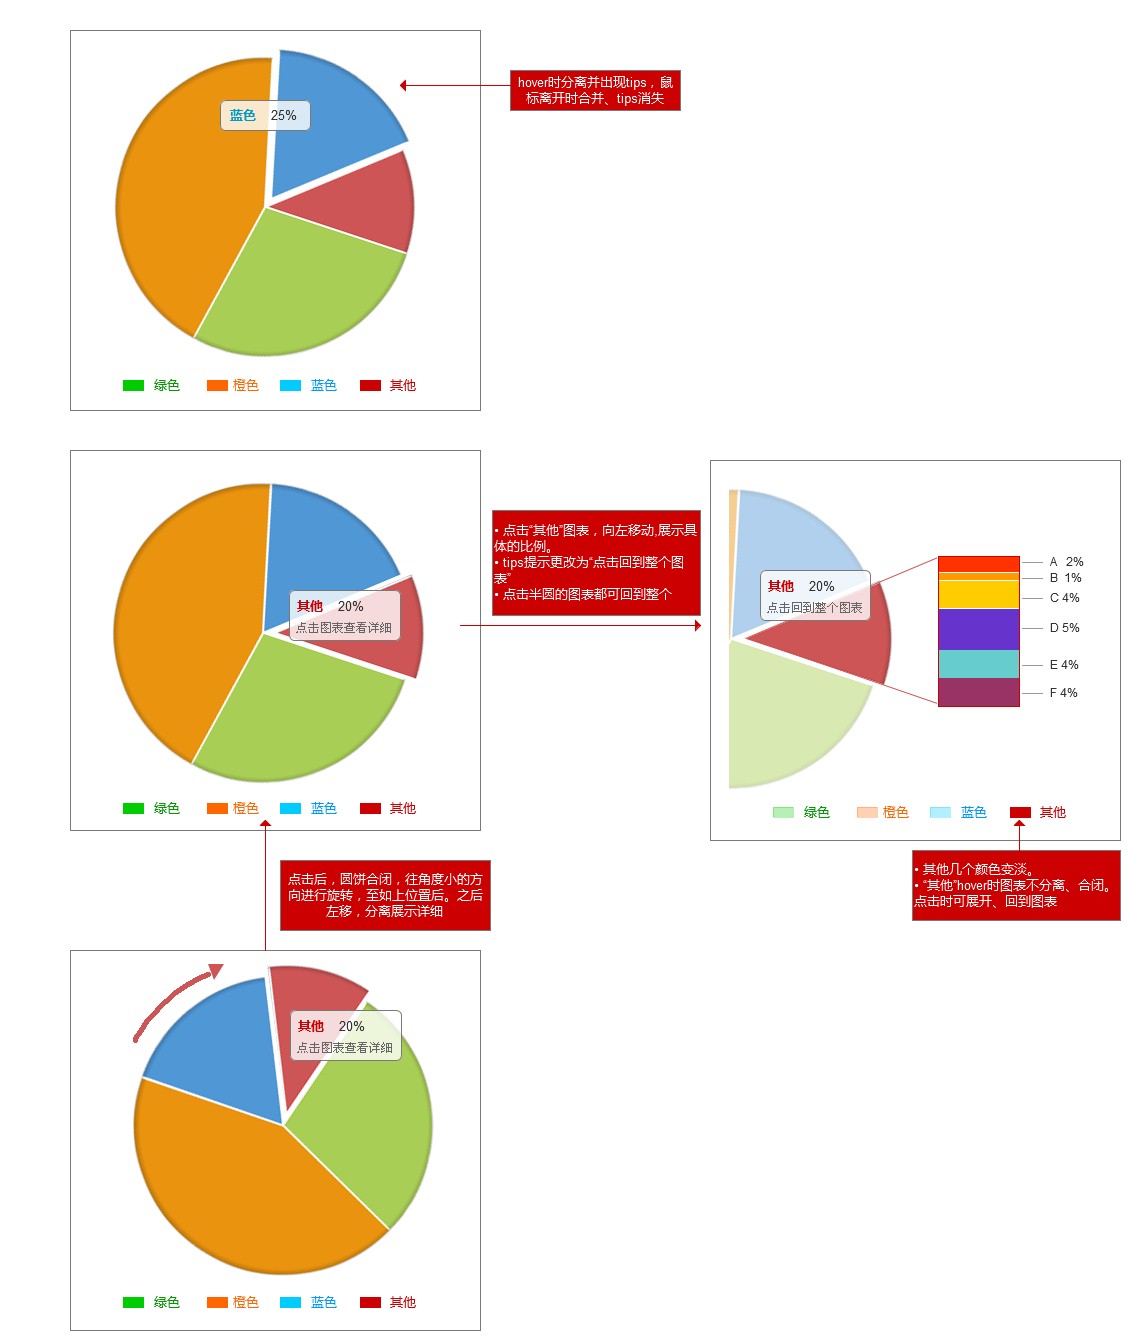 hover时分离并出现tips，鼠
标离开时合并、tips消失
蓝色 25%
绿色 橙色 蓝色 其他
• 点击“其他”图表，向左移动,展示具
体的比例。
• tips提示更改为“点击回到整个图
表”
• 点击半圆的图表都可回到整个
其他 20%
点击图表查看详细
绿色 橙色 蓝色 其他
其他 20%
点击回到整个图表
A 2%
B 1%
C 4%
D 5%
E 4%
F 4%
绿色 橙色 蓝色 其他
• 其他几个颜色变淡。
• “其他”hover时图表不分离、合闭。
点击时可展开、回到图表
点击后，圆饼合闭，往角度小的方
向进行旋转，至如上位置后。之后
左移，分离展示详细
其他 20%
点击图表查看详细
绿色 橙色 蓝色 其他